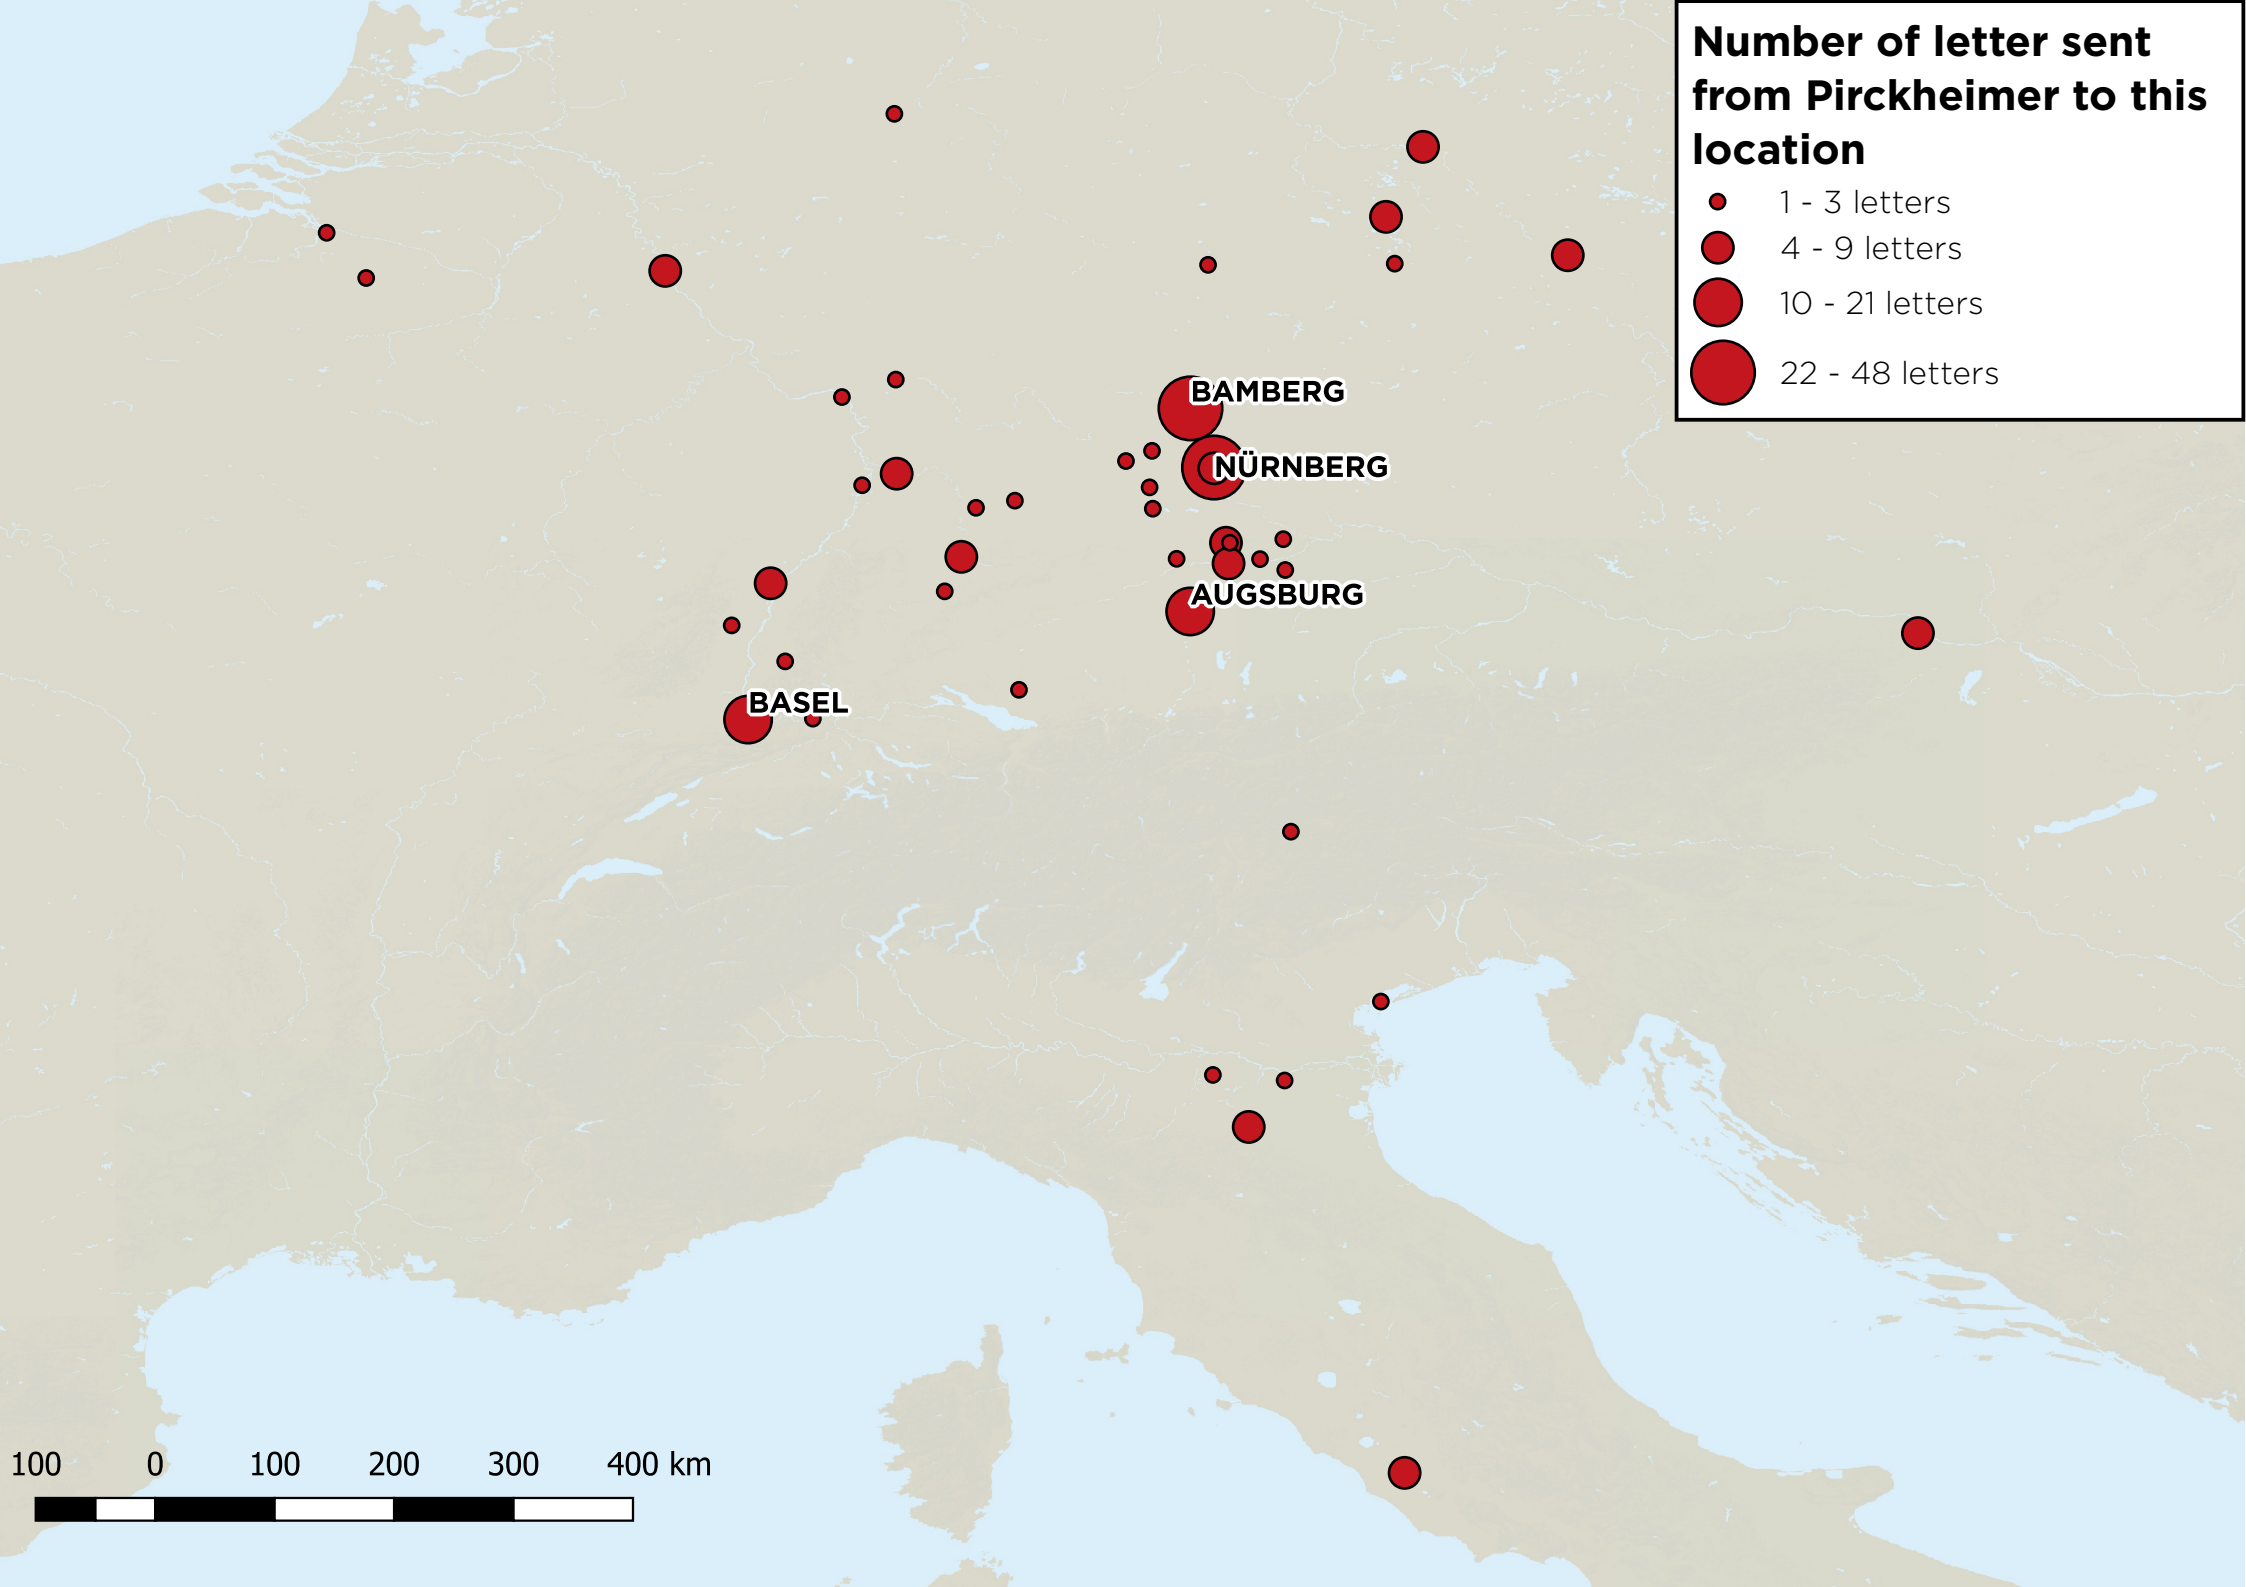 Number of letter sent
from Pirckheimer to this
location
1 - 3 letters
4 - 9 letters
10 - 21 letters
22 - 48 letters
BAMBERG
NÜRNBERG
AUGSBURG
BASEL
100 0 100 200 300 400 km